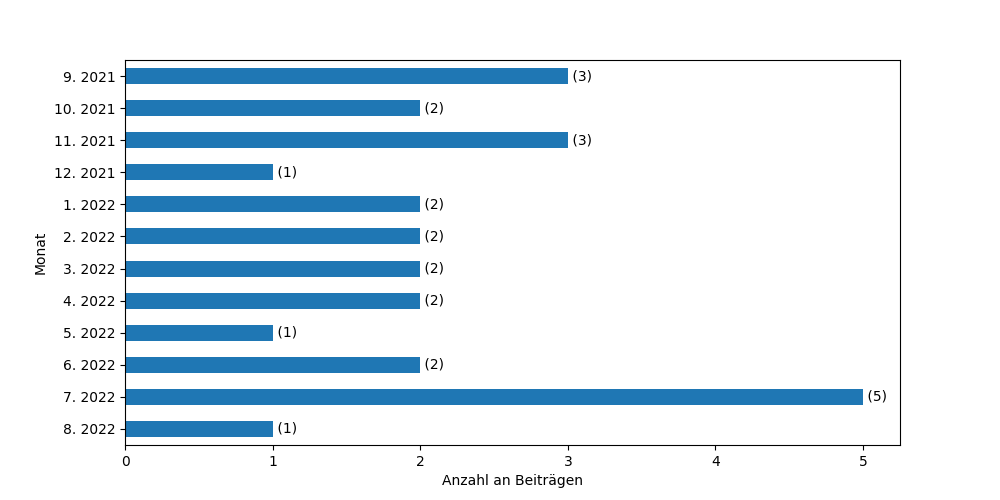 9. 2021 (3)
10. 2021 (2)
11. 2021 (3)
12. 2021 (1)
1. 2022 (2)
2. 2022 (2)
Monat
3. 2022 (2)
4. 2022 (2)
5. 2022 (1)
6. 2022 (2)
7. 2022 (5)
8. 2022 (1)
0 1 2 3 4 5
Anzahl an Beiträgen